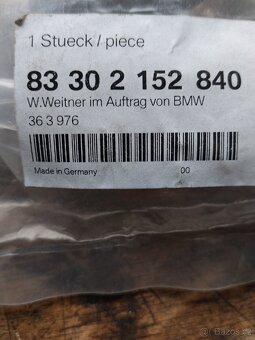 1 Stueck / piece
83 30 2 152 840
W.Weitner im Auftrag von BMW
36 3 976
Made in Germany 00